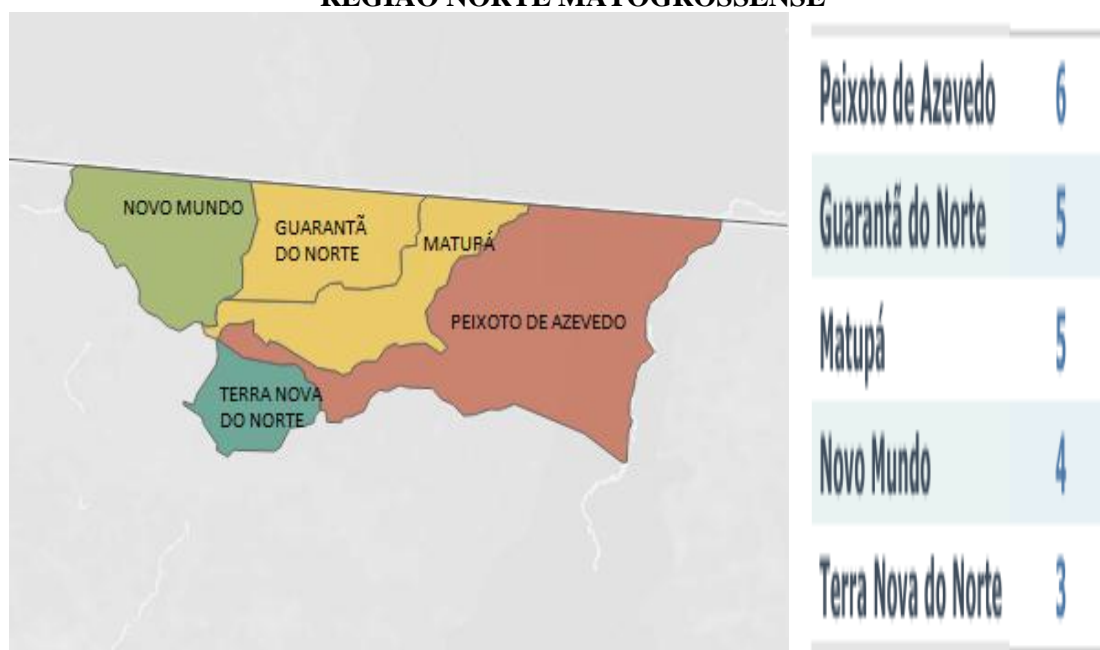 REGIÃO NORTE MATOGROSSENSE
NOVO MUNDO
GUARANTÃ
DO NORTE
MATUPÁ
PEIXOTO DE AZEVEDO
TERRA NOVA
DO NORTE
Peixoto de Azevedo 6
Guarantã do Norte 5
Matupá 5
Novo Mundo 4
Terra Nova do Norte 3